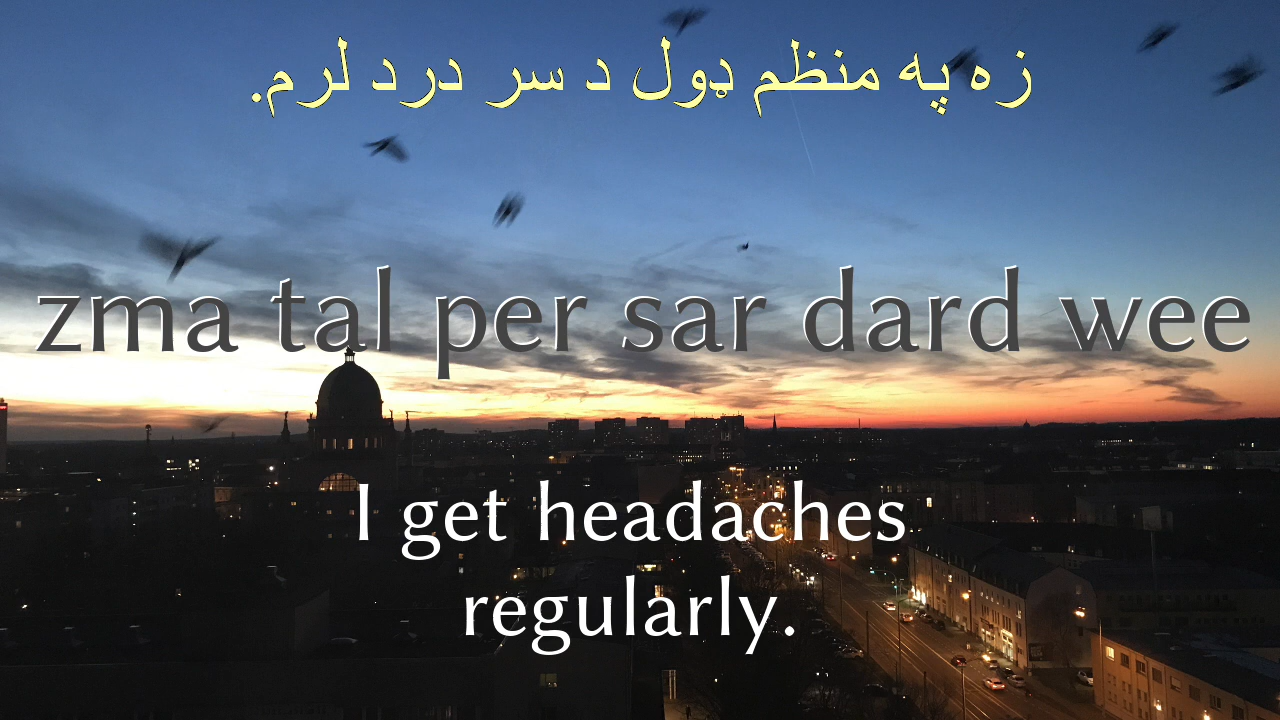 زه په منظم ډول د سر درد لرم.
zma tal per sar dard wee
I get headaches
regularly.